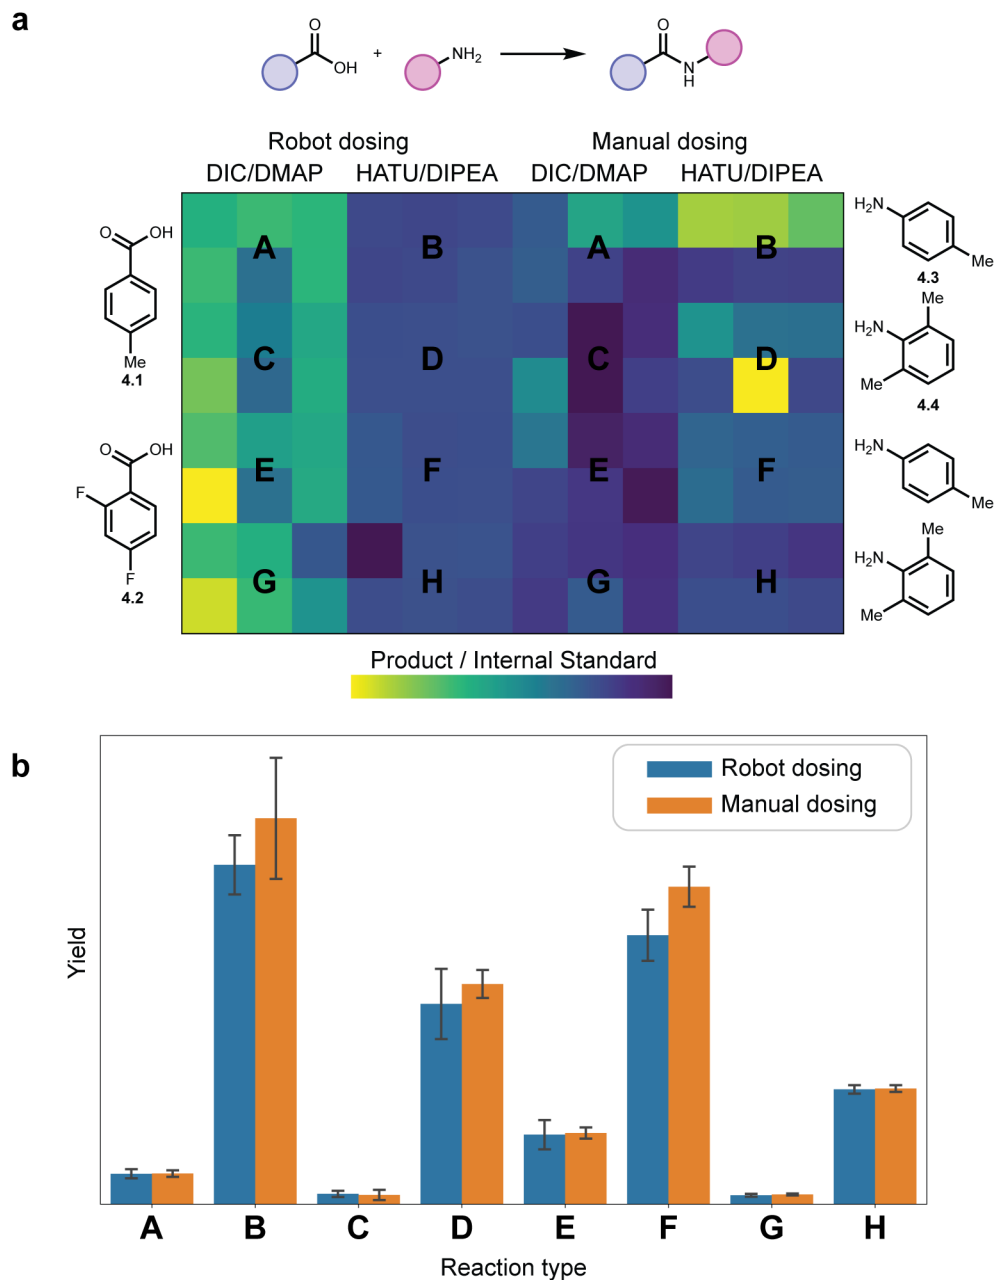 a
O
OH
+
NH2
O
N
H
Robot dosing Manual dosing
DIC/DMAP HATU/DIPEA DIC/DMAP HATU/DIPEA
O OH
Me
4.1
O OH
F
F
4.2
A B A B
C D C D
E F E F
G H G H
H2N
Me
4.3
Me
H2N
Me
4.4
H2N
Me
Me
H2N
Me
Product / Internal Standard
b
Robot dosing
Manual dosing
Yield
A B C D E F G H
Reaction type